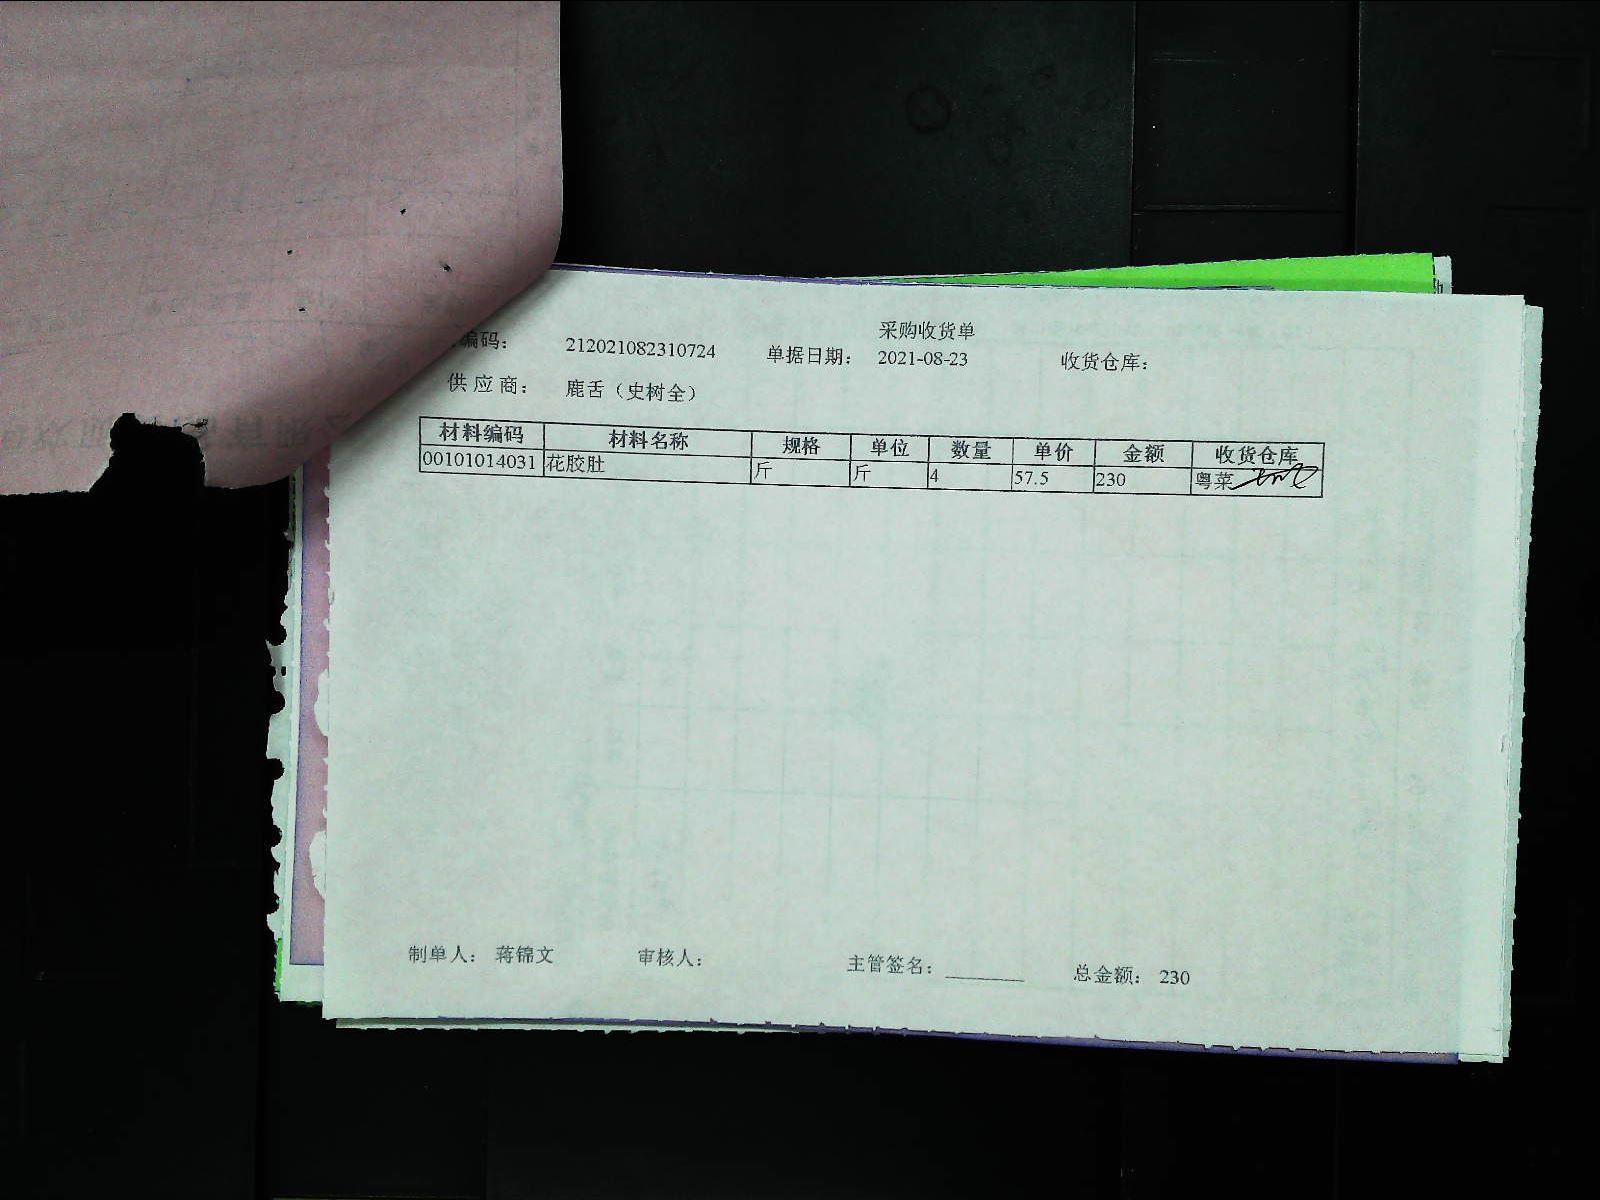 采购收货单
编码： 212021082310724 单据日期： 2021-08-23 收货仓库：
供应商： 鹿舌（史树全）
材料编码 材料名称 规格 单位 数量 单价 金额 收货仓库
00101014031 花胶肚 斤 斤 4 57.5 230 粤菜
制单人： 蒋锦文 审核人： 主管签名： 总金额： 230